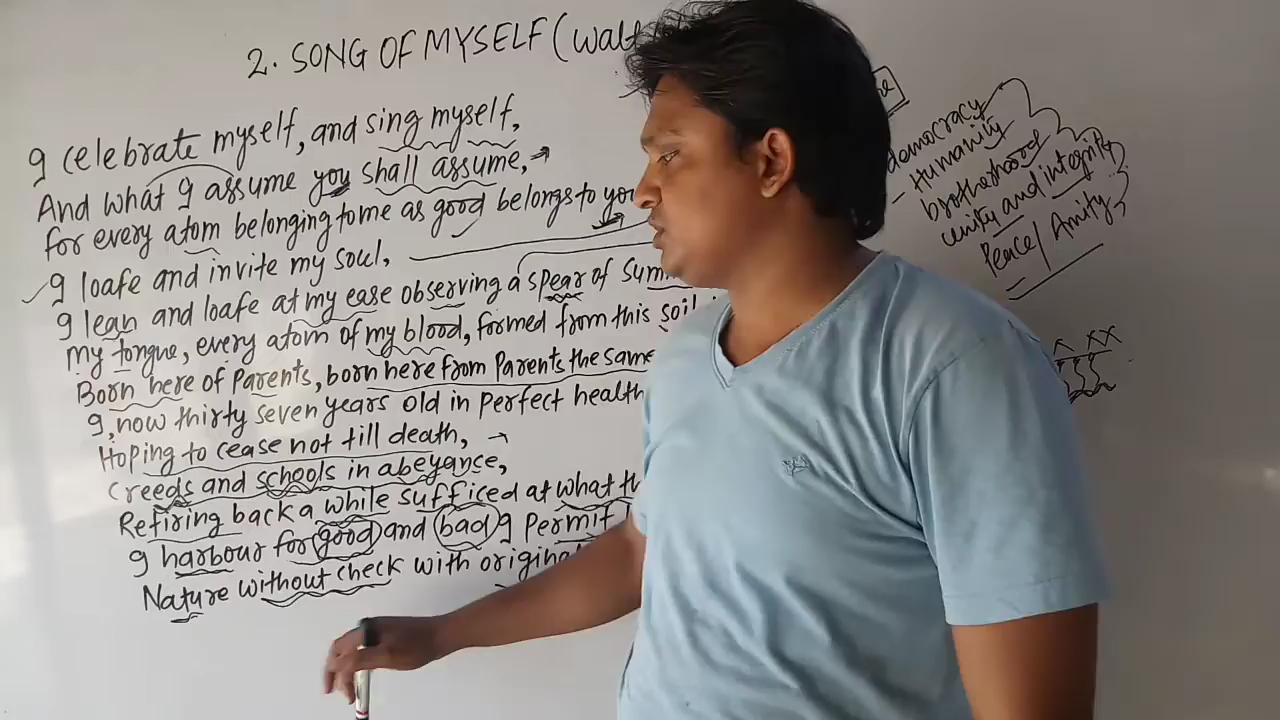 2. SONG OF MYSELF (Walt
I celebrate myself, and sing myself,
And what I assume you shall assume,
for every atom belonging to me as good belongs to you
I loafe and invite my soul,
I lean and loafe at my ease observing a spear of Summ
my tongue, every atom of my blood, formed from this soil,
Born here of Parents, born here from Parents the same
I, now thirty seven years old in perfect health
Hoping to cease not till death,
Creeds and schools in abeyance,
Retiring back a while sufficed at what th
I harbour for good and bad I permit
Nature without check with original
democracy
- Humanity
brotherhood
unity and integrity
Peace/ Amity
XX